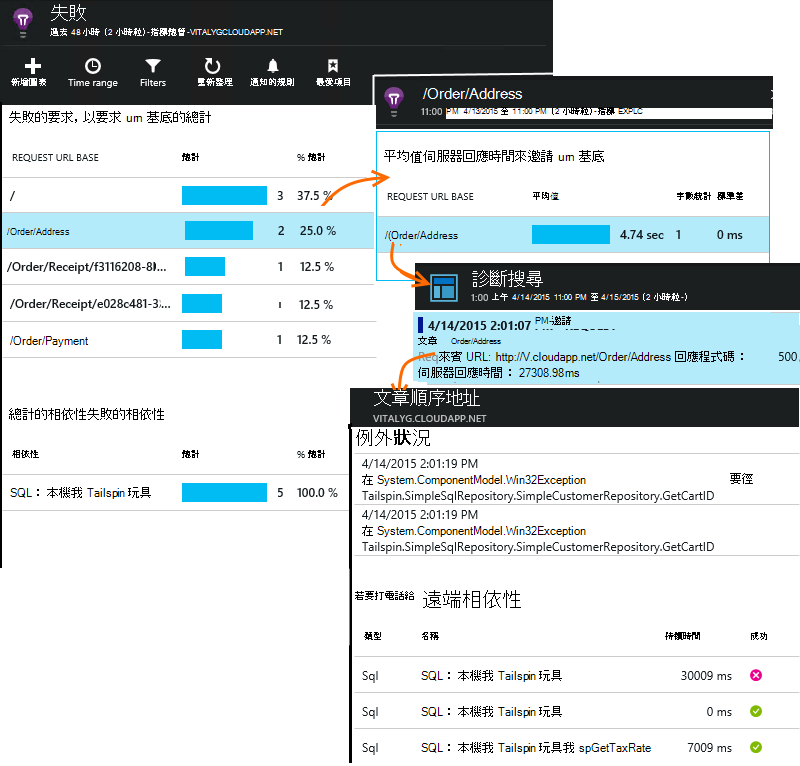 失敗
過去 48 小時 (2 小時粒)-指標總督-VITALYGCLOUDAPP.NET
新增圖表
Time range
Filters
重新整理
通知的規則
最愛項目
失敗的要求, 以要求 um 基底的總計
REQUEST URL BASE 總計 % 總計
/ 3 37.5 %
/Order/Address 2 25.0 %
/Order/Receipt/f3116208-8... 1 12.5 %
/Order/Receipt/e028c481-3... 1 12.5 %
/Order/Payment 1 12.5 %
總計的相依性失敗的相依性
相依性 總計 % 總計
SQL： 本機我 Tailspin 玩具 5 100.0 %
/Order/Address
11:00 PM 4/13/2015 至 11:00 PM (2 小時粒)-指標 EXPLC
平均值伺服器回應時間來邀請 um 基底
REQUEST URL BASE 平均值 字數統計 標準差
/(Order/Address 4.74 sec 1 0 ms
診斷搜尋
1:00 上午 4/14/2015 11:00 PM 至 4/15/2015 (2 小時粒-)
4/14/2015 2:01:07 PM-邀請
文章 Order/Address
Req來賓 URL: http://V.cloudapp.net/Order/Address 回應程式碼： 500,
伺服器回應時間： 27308.98ms
文章順序地址
VITALYG.CLOUDAPP.NET
例外狀況
4/14/2015 2:01:19 PM
在 System.ComponentModel.Win32Exception 要徑
Tailspin.SimpleSqlRepository.SimpleCustomerRepository.GetCartID
4/14/2015 2:01:19 PM
在 System.ComponentModel.Win32Exception
Tailspin.SimpleSqlRepository.SimpleCustomerRepository.GetCartID
若要打電話給 遠端相依性
類型 名稱 持續時間 成功
Sql SQL： 本機我 Tailspin 玩具 30009 ms
Sql SQL： 本機我 Tailspin 玩具 0 ms
Sql SQL： 本機我 Tailspin 玩具我 spGetTaxRate 7009 ms